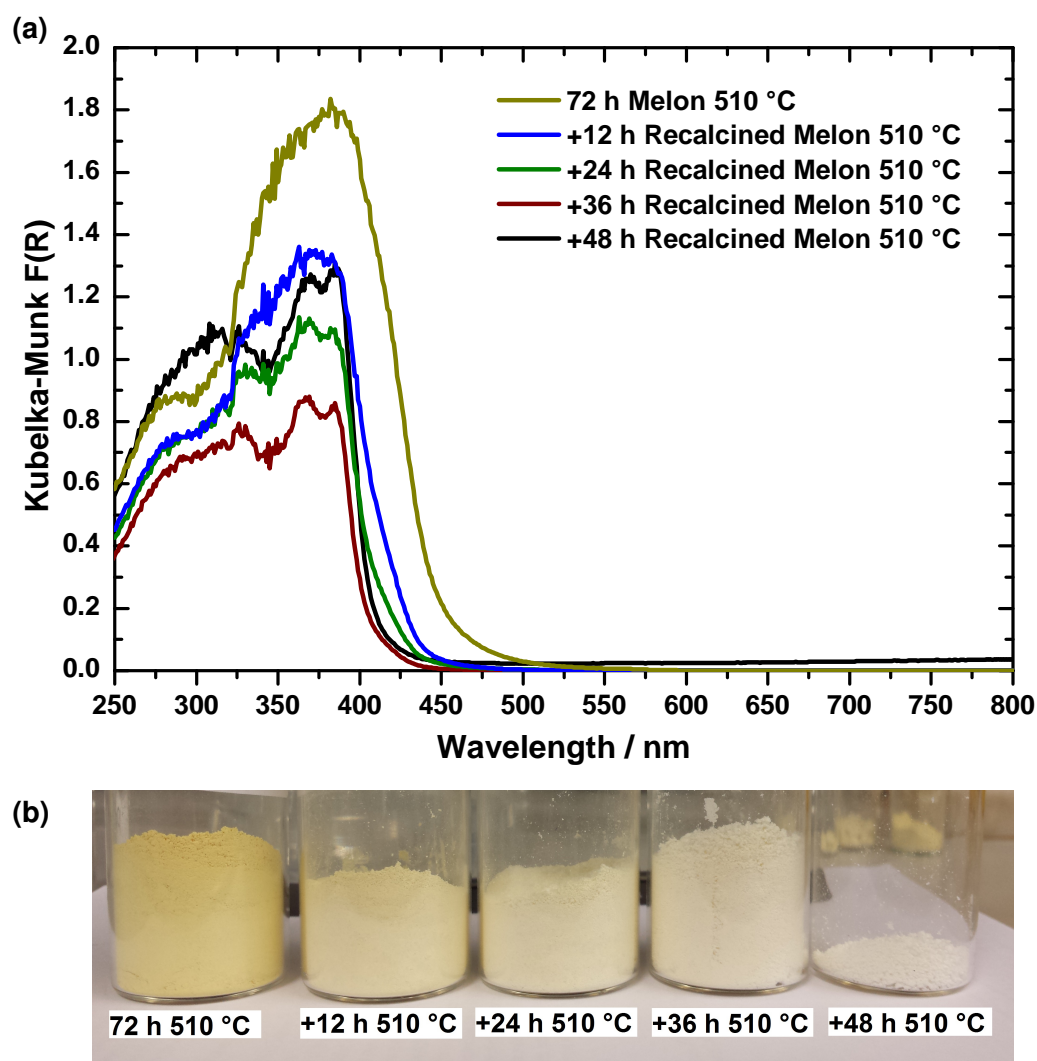 (a)
2.0
1.8
1.6
1.4
1.2
1.0
0.8
0.6
0.4
0.2
0.0
Kubelka-Munk F(R)
72 h Melon 510 °C
+12 h Recalcined Melon 510 °C
+24 h Recalcined Melon 510 °C
+36 h Recalcined Melon 510 °C
+48 h Recalcined Melon 510 °C
250 300 350 400 450 500 550 600 650 700 750 800
Wavelength / nm
(b)
72 h 510 °C +12 h 510 °C +24 h 510 °C +36 h 510 °C +48 h 510 °C